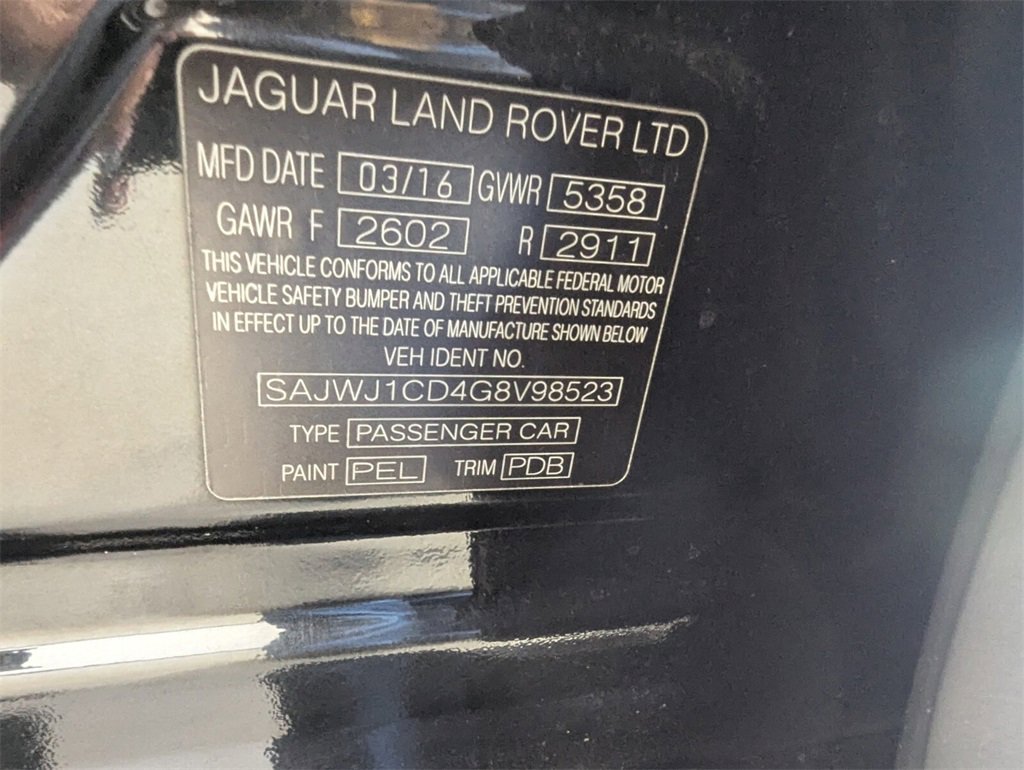 JAGUAR LAND ROVER LTD
MFD DATE 03/16 GVWR 5358
GAWR F 2602 R 2911
THIS VEHICLE CONFORMS TO ALL APPLICABLE FEDERAL MOTOR
VEHICLE SAFETY BUMPER AND THEFT PREVENTION STANDARDS
IN EFFECT UP TO THE DATE OF MANUFACTURE SHOWN BELOW
VEH IDENT NO.
SAJWJ1CD4G8V98523
TYPE PASSENGER CAR
PAINT PEL TRIM PDB